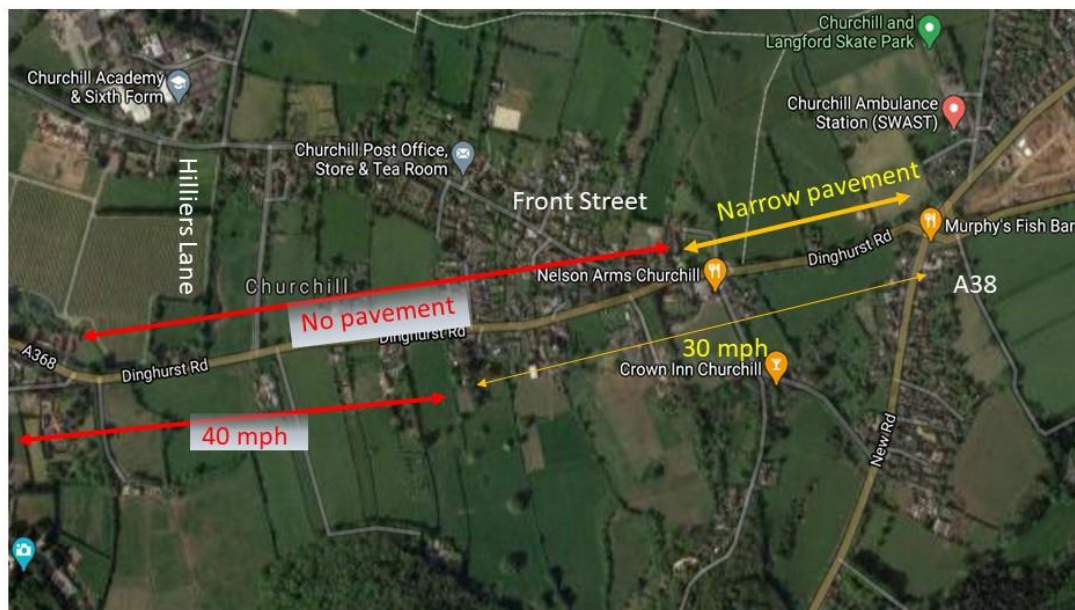 Churchill and
Langford Skate Park
Churchill Academy
& Sixth Form
Churchill Ambulance
Station (SWAST)
Churchill Post Office,
Store & Tea Room
Hilliers Lane
Front Street
Narrow pavement
Murphy's Fish Bar
Dinghurst Rd
Nelson Arms Churchill
Churchill
A38
No pavement
Dinghurst Rd
A368
Dinghurst Rd
30 mph
Crown Inn Churchill
New Rd
40 mph